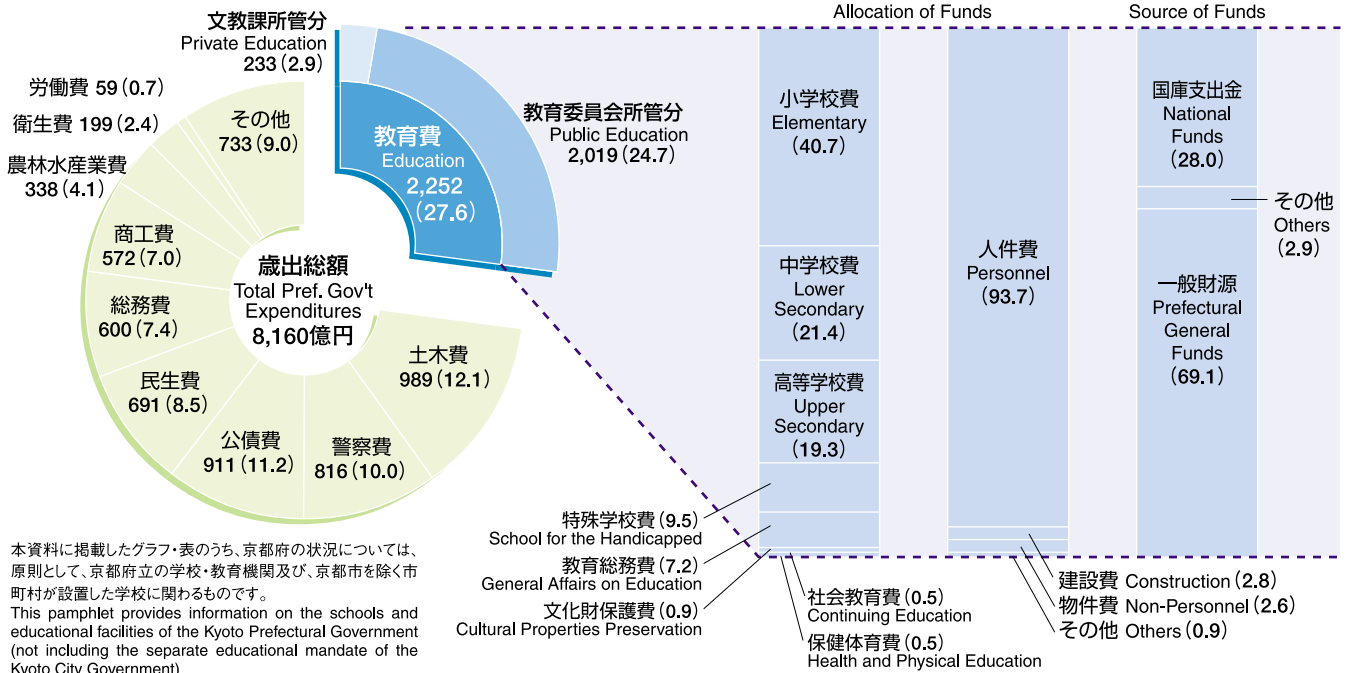 文教課所管分
Private Education
233(2.9)
労働費 59(0.7)
衛生費 199(2.4)
農林水産業費
338(4.1)
その他
733(9.0)
商工費
572(7.0)
総務費
600(7.4)
民生費
691(8.5)
公債費
911(11.2)
警察費
816(10.0)
土木費
989(12.1)
歳出総額
Total Pref. Gov't
Expenditures
8,160億円
教育費
Education
2,252
(27.6)
教育委員会所管分
Public Education
2,019(24.7)
Allocation of Funds
小学校費
Elementary
(40.7)
中学校費
Lower
Secondary
(21.4)
高等学校費
Upper
Secondary
(19.3)
特殊学校費(9.5)
School for the Handicapped
教育総務費(7.2)
General Affairs on Education
文化財保護費(0.9)
Cultural Properties Preservation
社会教育費(0.5)
Continuing Education
保健体育費(0.5)
Health and Physical Education
人件費
Personnel
(93.7)
建設費 Construction(2.8)
物件費 Non-Personnel(2.6)
その他 Others(0.9)
Source of Funds
国庫支出金
National
Funds
(28.0)
その他
Others
(2.9)
一般財源
Prefectural
General
Funds
(69.1)
本資料に掲載したグラフ・表のうち、京都府の状況については、
原則として、京都府立の学校・教育機関及び、京都市を除く市
町村が設置した学校に関わるものです。
This pamphlet provides information on the schools and
educational facilities of the Kyoto Prefectural Government
(not including the separate educational mandate of the
Kyoto City Government)